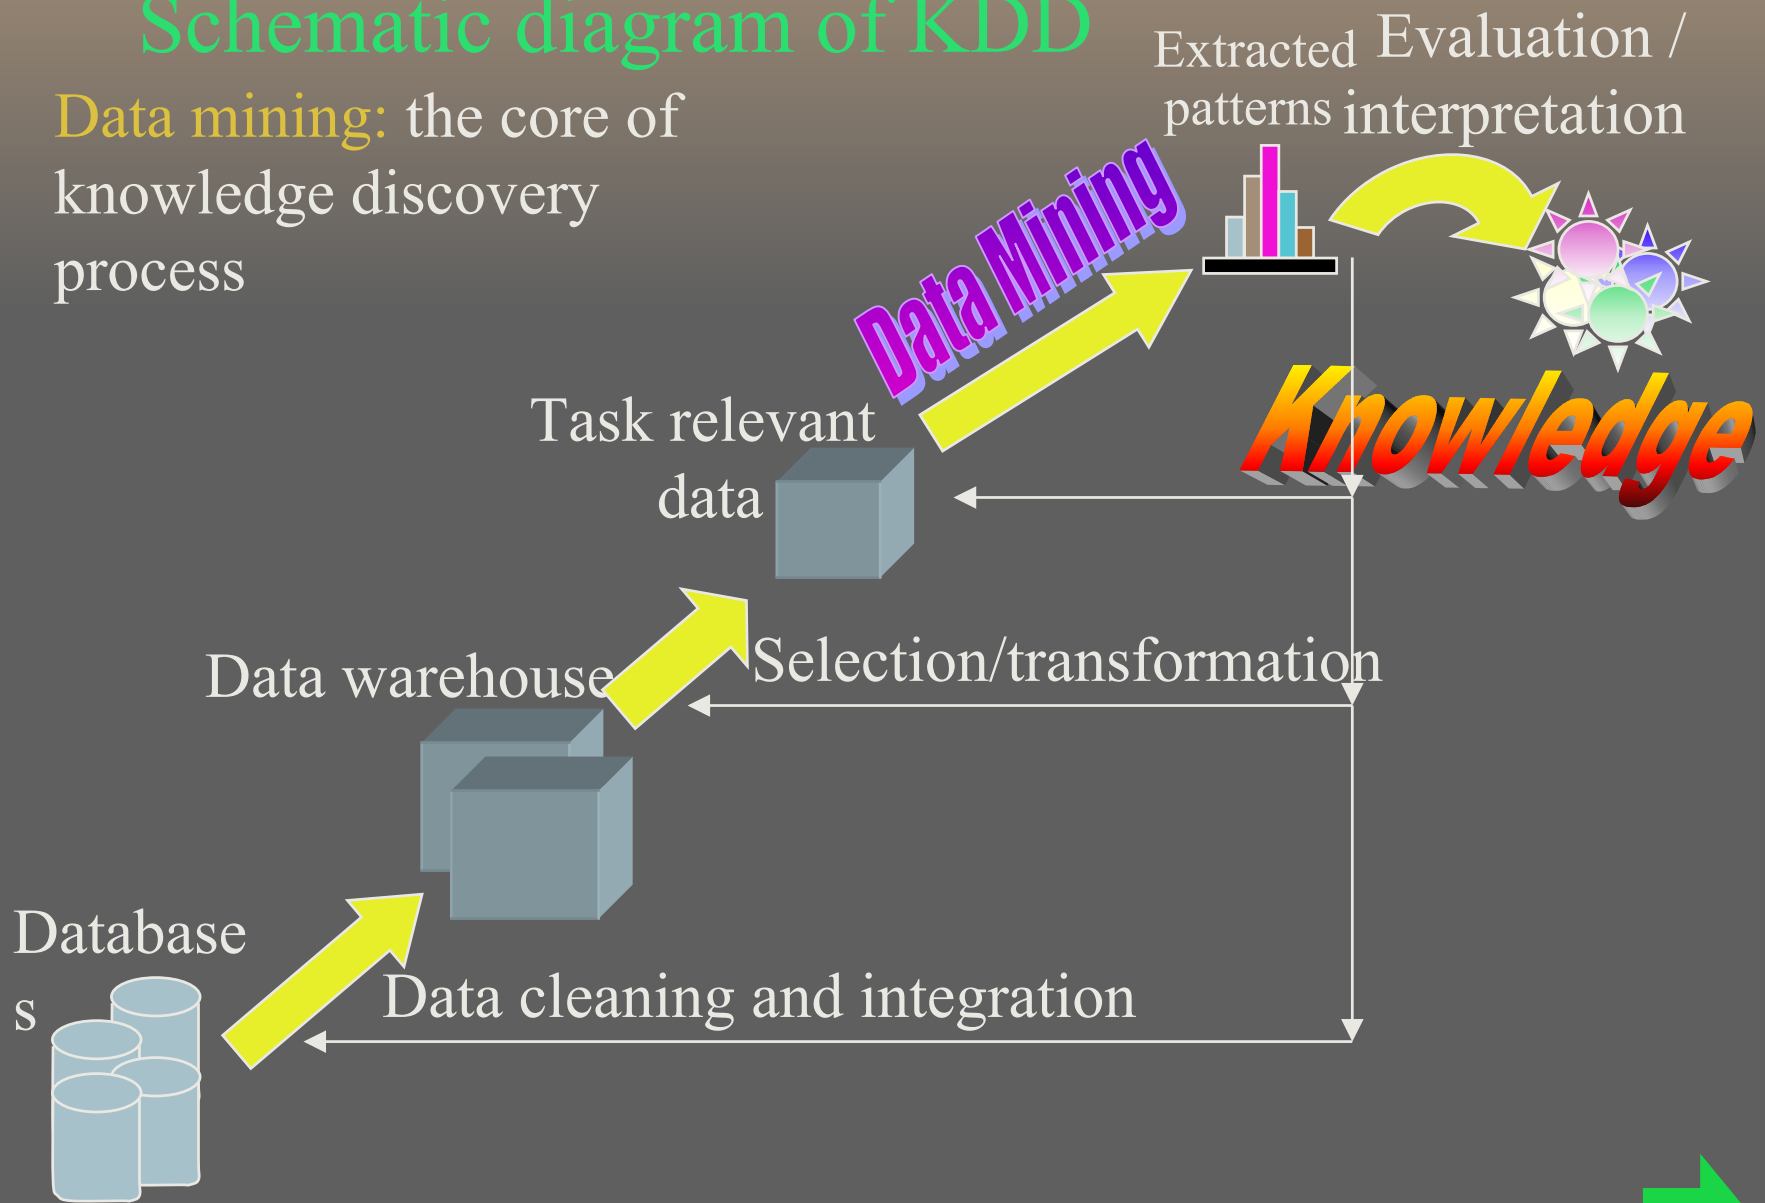 Schematic diagram of KDD
Data mining: the core of
knowledge discovery
process
Extracted
patterns
Evaluation /
interpretation
Data Mining
Knowledge
Task relevant
data
Selection/transformation
Data warehouse
Database
s
Data cleaning and integration